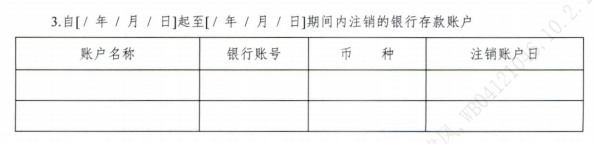 3.自[/ 年 / 月 / 日]起至[/ 年 / 月 / 日]期间内注销的银行存款账户
账户名称 银行账号 币 种 注销账户日